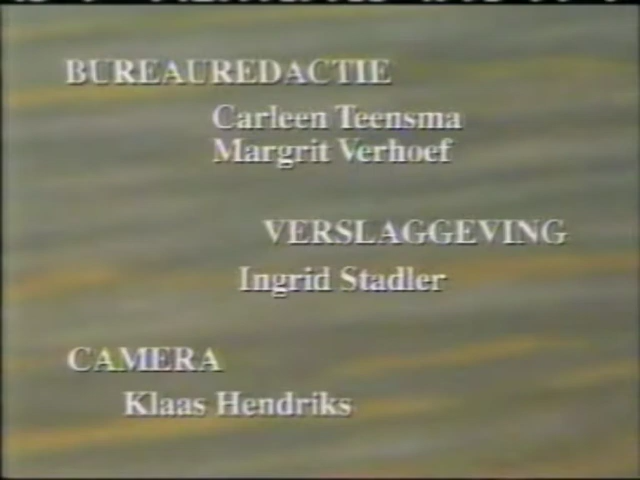 BUREAUREDACTIE
Carleen Teensma
Margrit Verhoef
VERSLAGGEVING
Ingrid Stadler
CAMERA
Klaas Hendriks